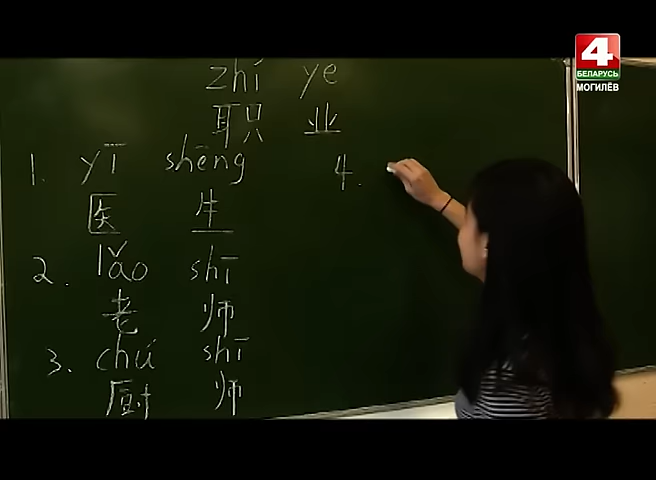 4
БЕЛАРУСЬ
МОГИЛЁВ
zhí ye
职 业
1. yī shēng
医 生
2. lǎo shī
老 师
3. chú shī
厨 师
4.